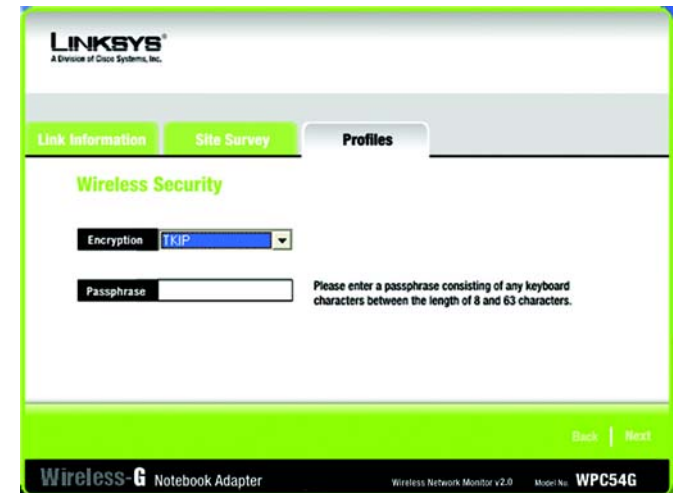 LINKSYS®
A Division of Cisco Systems, Inc.
Link Information Site Survey Profiles
Wireless Security
Encryption TKIP
Passphrase
Please enter a passphrase consisting of any keyboard
characters between the length of 8 and 63 characters.
Back | Next
Wireless-G Notebook Adapter Wireless Network Monitor v2.0 Model No. WPC54G